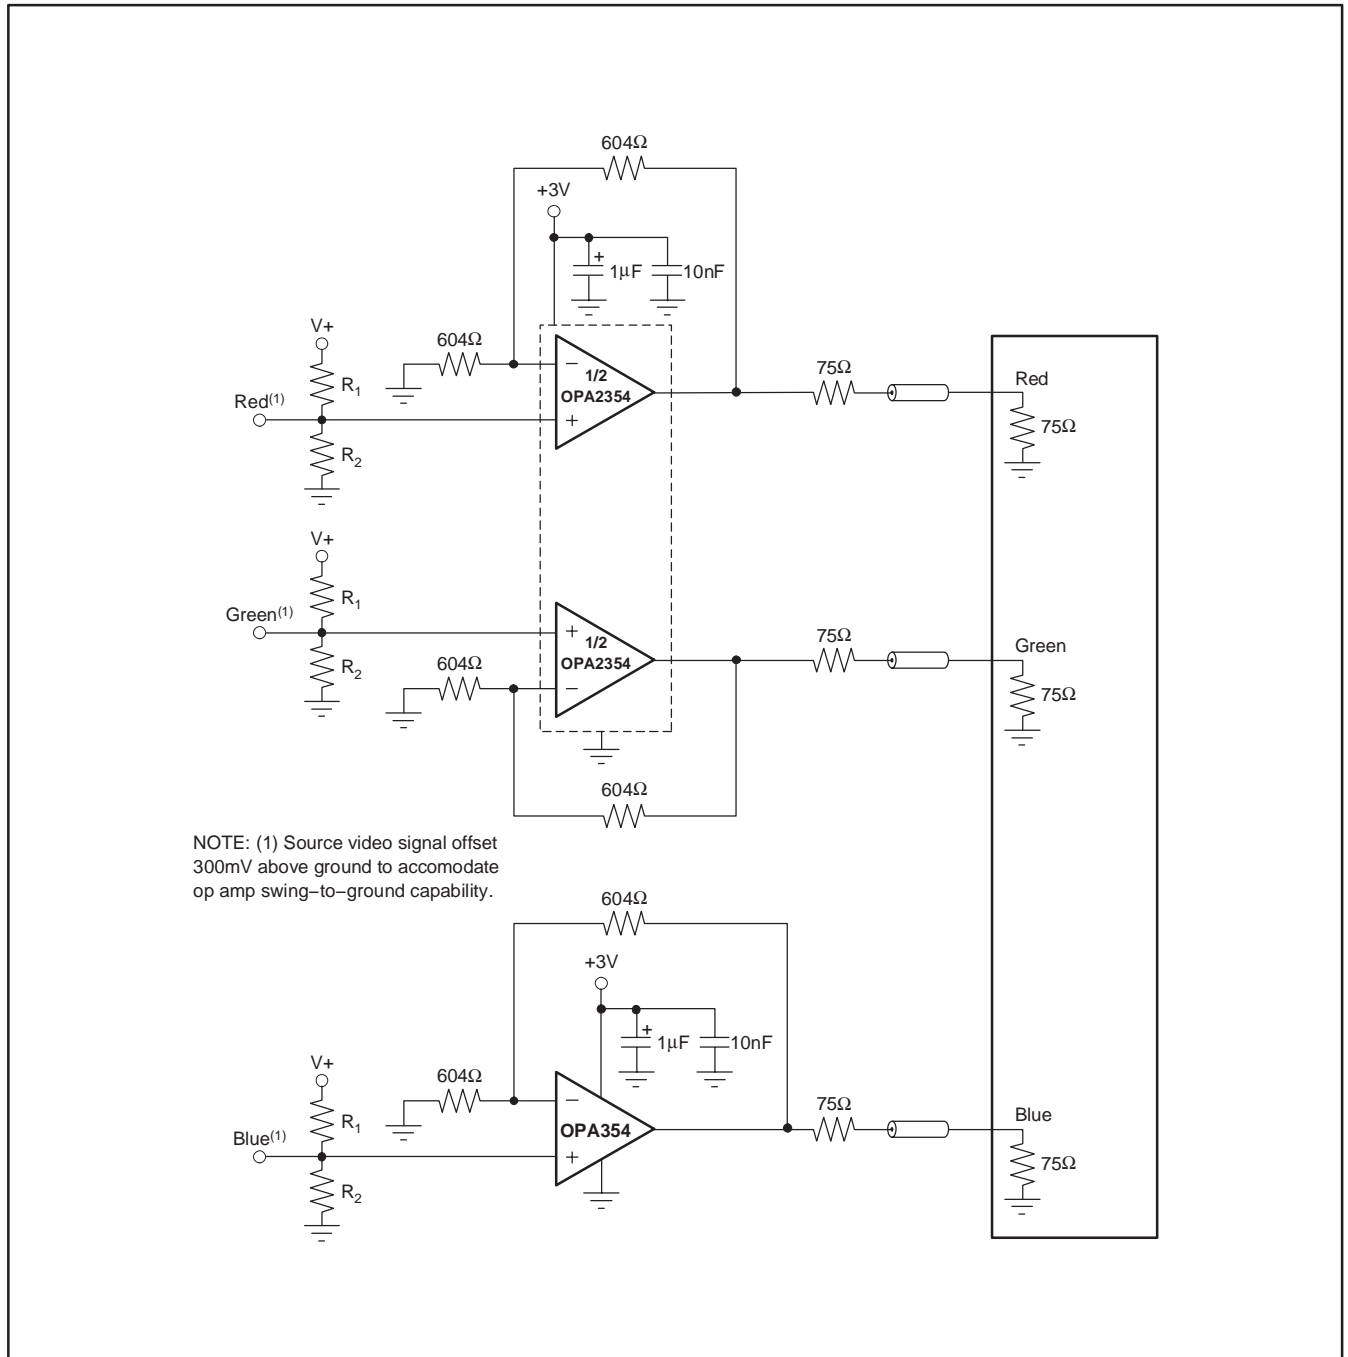 604Ω
+3V
+
1μF
10nF
V+
604Ω
R1
Red(1)
R2
−
1/2
OPA2354
+
75Ω
Red
75Ω
V+
R1
Green(1)
R2
604Ω
+
1/2
OPA2354
−
75Ω
Green
75Ω
604Ω
NOTE: (1) Source video signal offset
300mV above ground to accomodate
op amp swing−to−ground capability.
604Ω
+3V
+
1μF
10nF
V+
604Ω
R1
Blue(1)
R2
−
OPA354
+
75Ω
Blue
75Ω